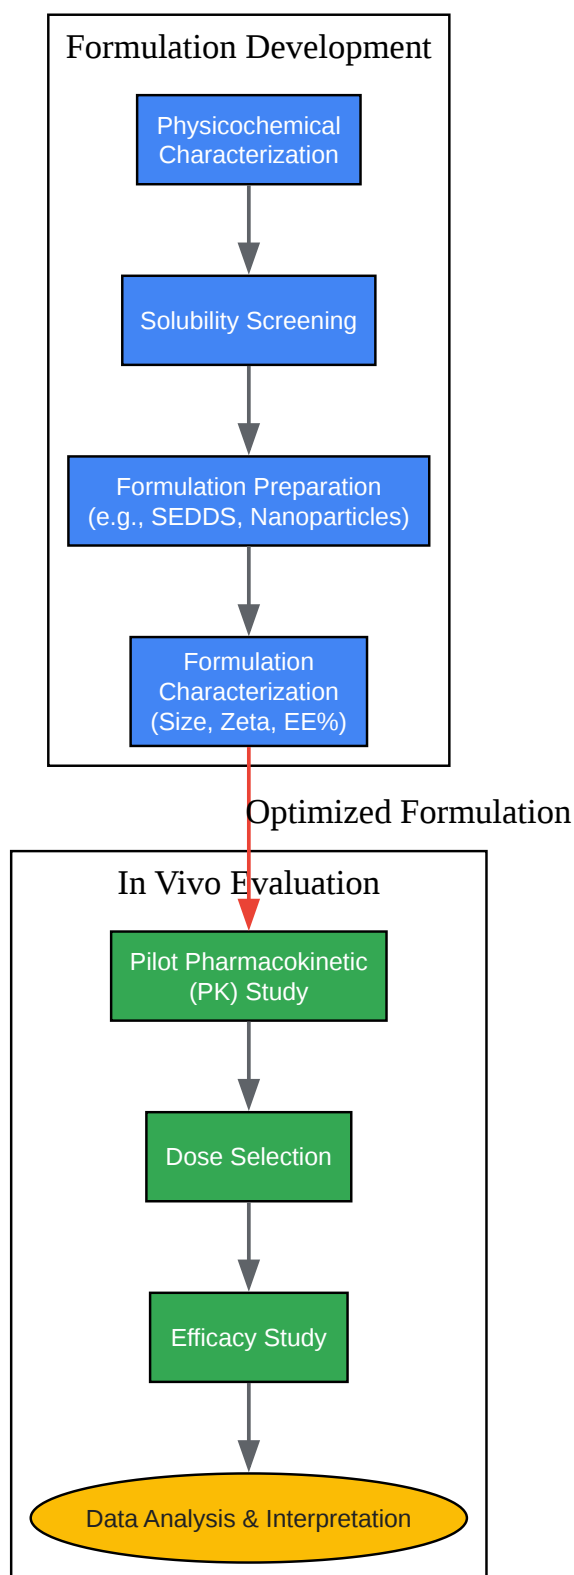 Formulation Development
Physicochemical
Characterization
Solubility Screening
Formulation Preparation
(e.g., SEDDS, Nanoparticles)
Formulation
Characterization
(Size, Zeta, EE%)
Optimized Formulation
In Vivo Evaluation
Pilot Pharmacokinetic
(PK) Study
Dose Selection
Efficacy Study
Data Analysis & Interpretation